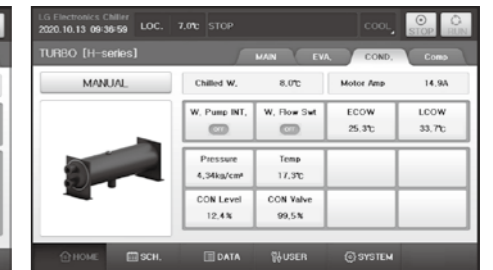 LG Electronics Chiller
2020.10.13 09:36:59 LOC. 7.0℃ STOP COOL STOP RUN
TURBO [H-series] MAIN EVA. COND. Comp
MANUAL
Chilled W. 8.0℃ Motor Amp 14.9A
W. Pump INT. W. Flow Swt ECOW LCOW
OFF OFF 25.3℃ 33.7℃
Pressure Temp
4.34kg/cm² 17.3℃
CON Level CON Valve
12.4% 99.5%
HOME SCH. DATA USER SYSTEM